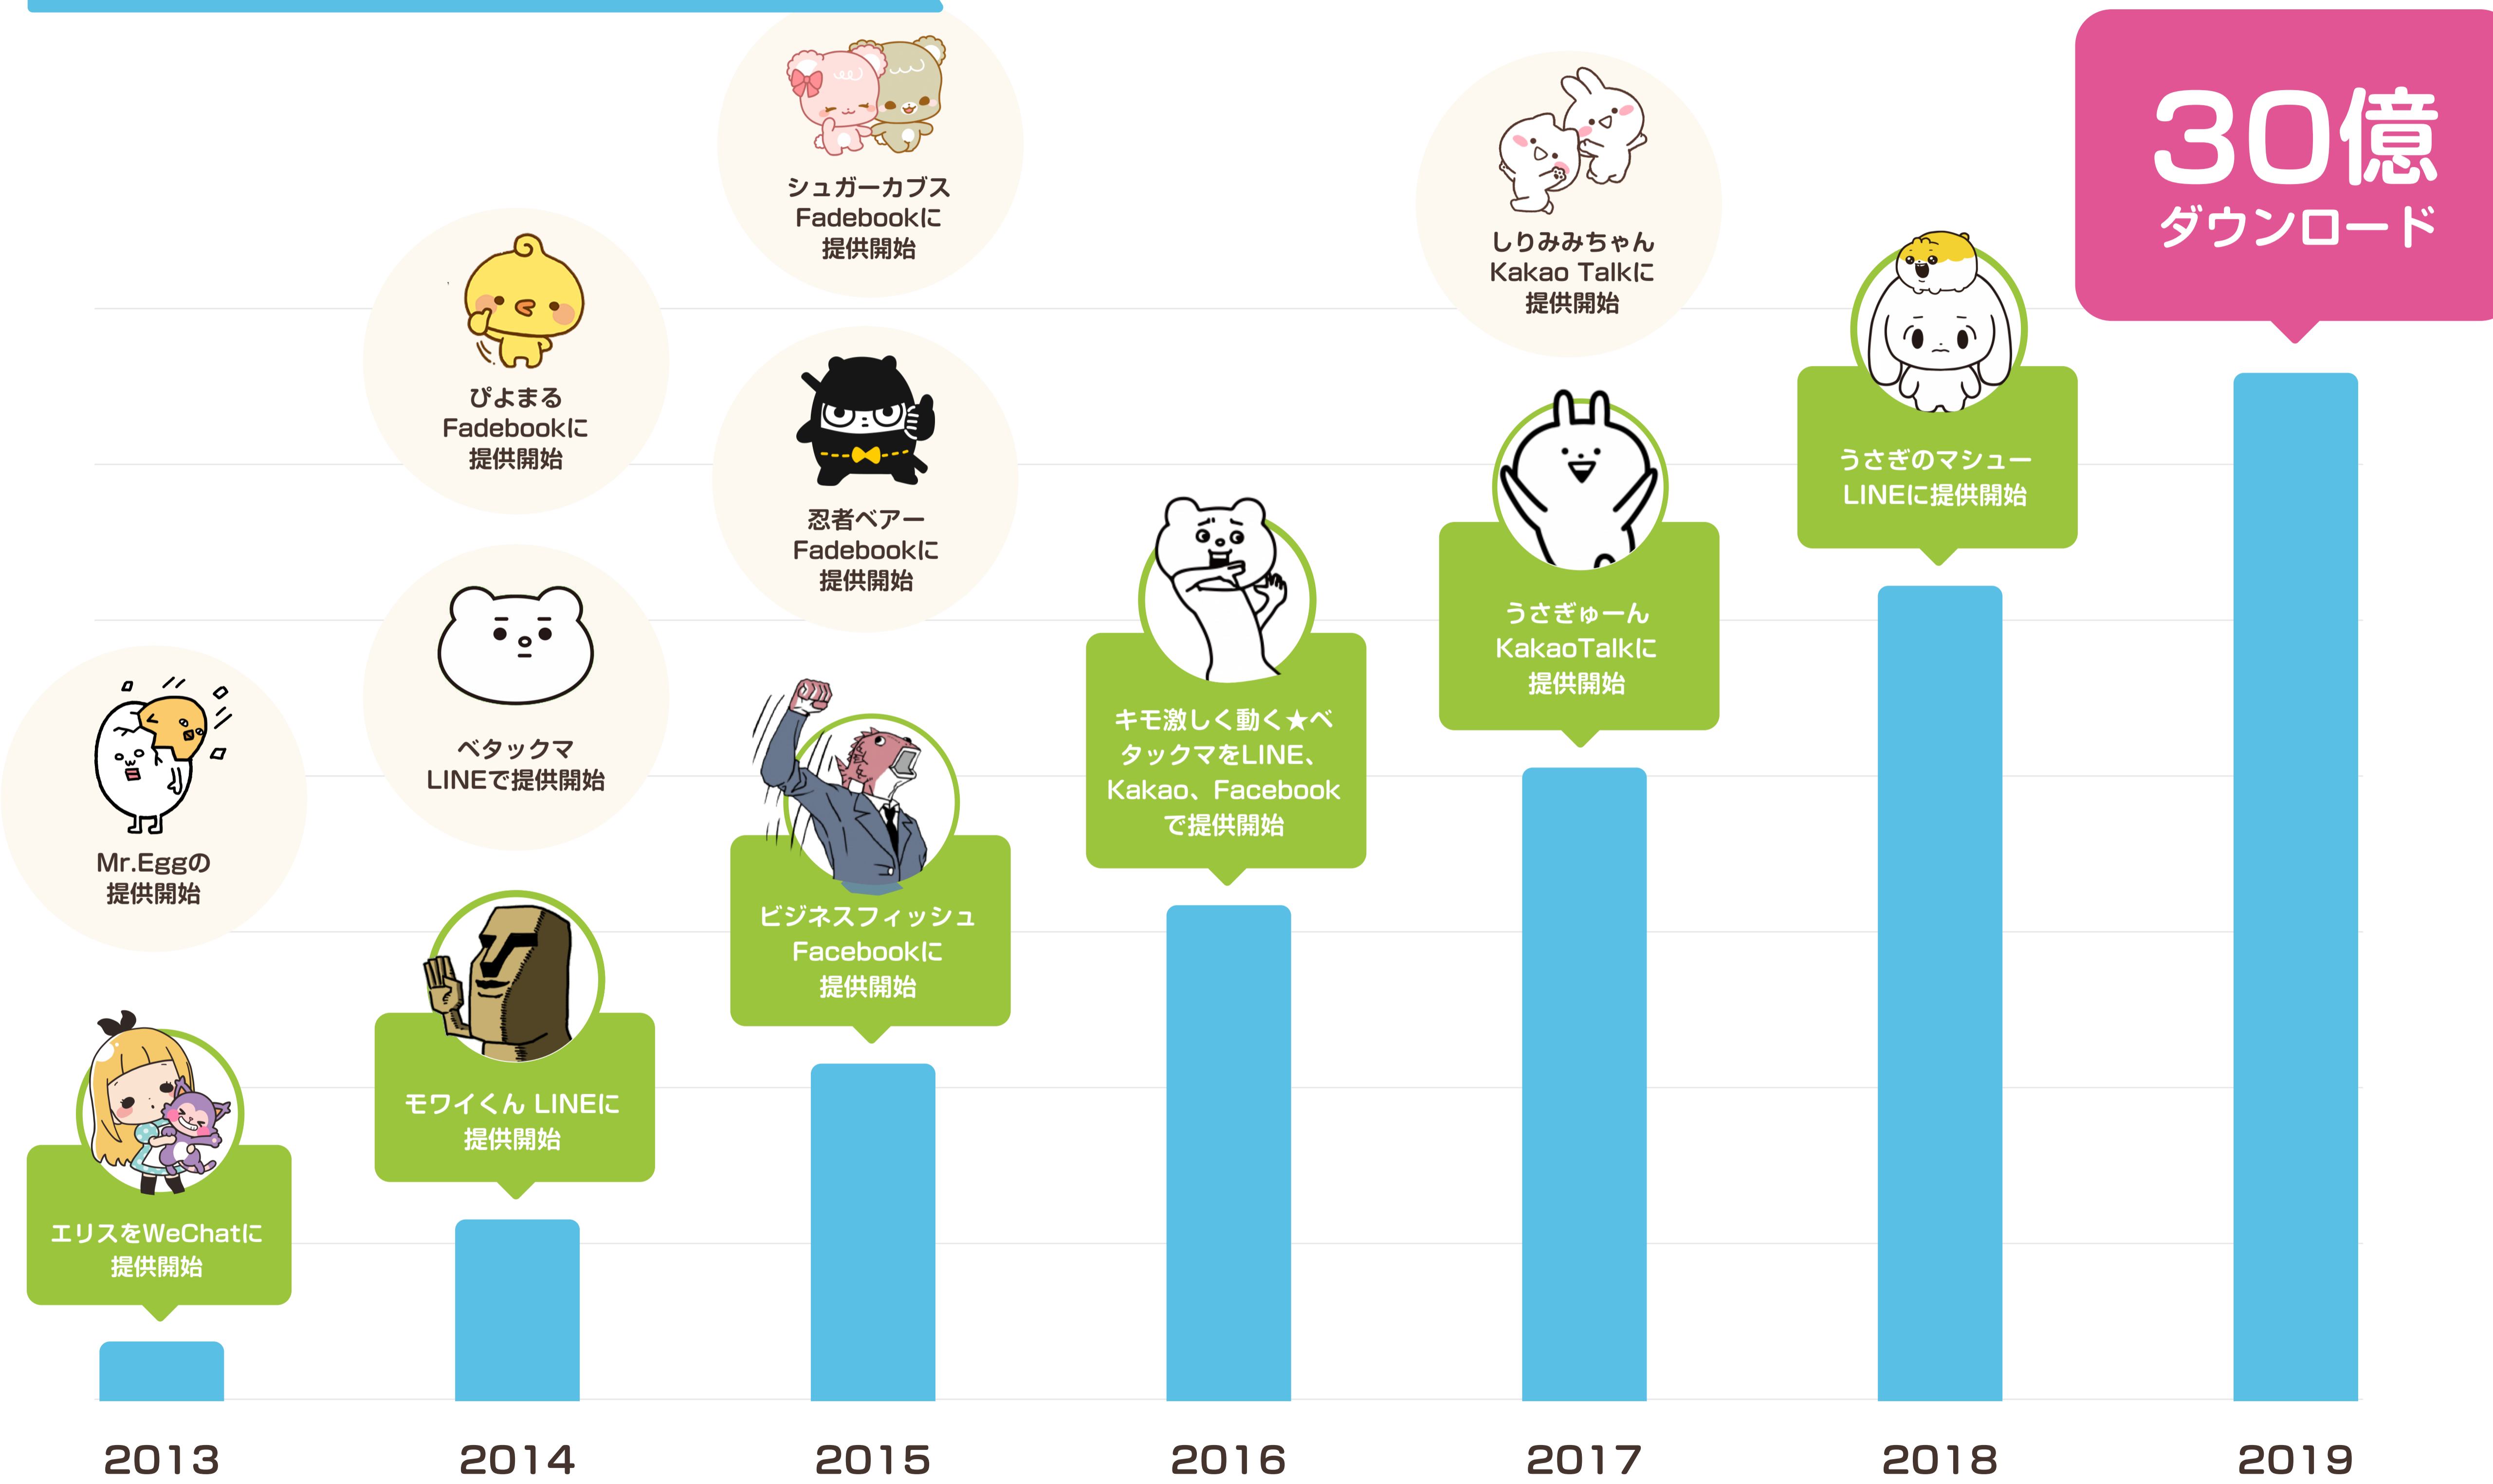 シュガーカブス
Fadebookに
提供開始
しりみみちゃん
Kakao Talkに
提供開始
30億
ダウンロード
ぴよまる
Fadebookに
提供開始
忍者ベアー
Fadebookに
提供開始
うさぎのマシュー
LINEに提供開始
うさぎゅーん
KakaoTalkに
提供開始
ベタックマ
LINEで提供開始
キモ激しく動く★ベ
タックマをLINE、
Kakao、Facebook
で提供開始
Mr.Eggの
提供開始
ビジネスフィッシュ
Facebookに
提供開始
モワイくん LINEに
提供開始
エリスをWeChatに
提供開始
2013
2014
2015
2016
2017
2018
2019